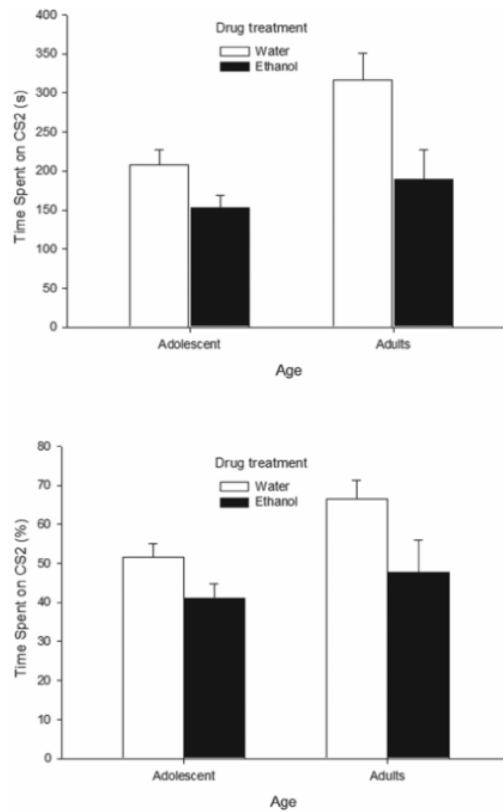 400
350
300
250
200
150
100
50
0
Time Spent on CS2 (s)
Drug treatment
Water
Ethanol
Adolescent
Adults
Age
80
70
60
50
40
30
20
10
0
Time Spent on CS2 (%)
Drug treatment
Water
Ethanol
Adolescent
Adults
Age